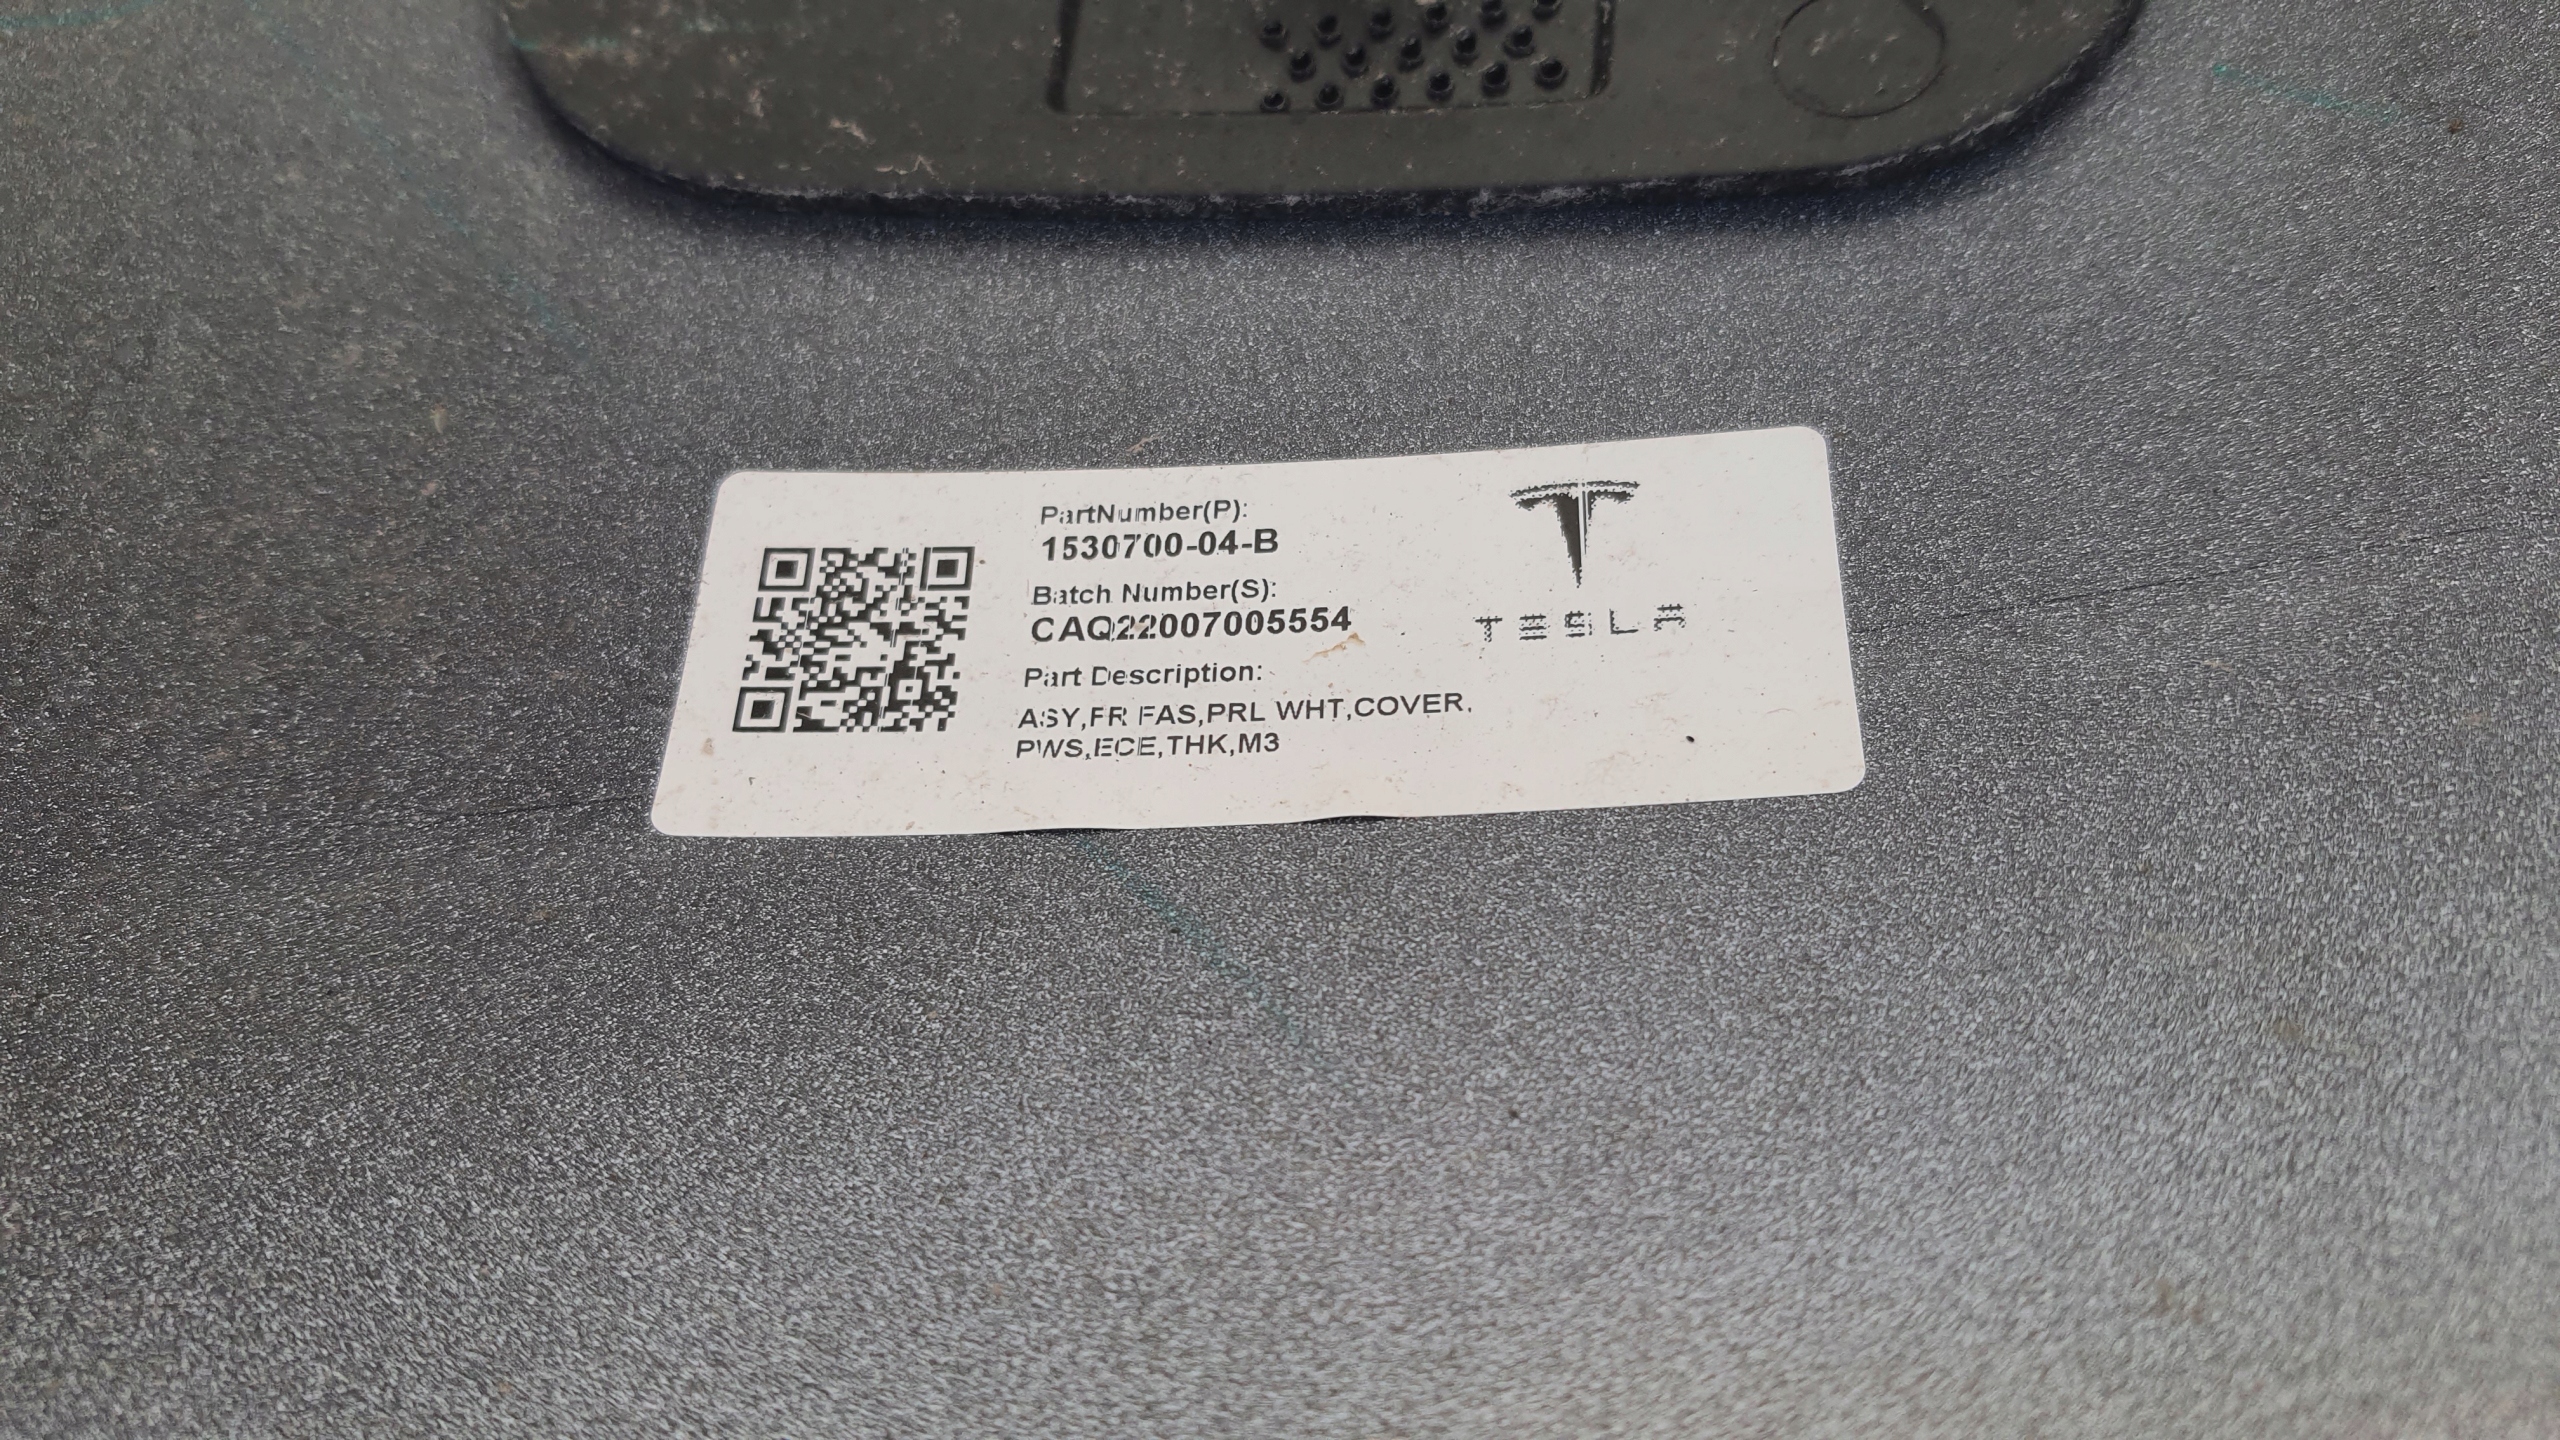 PartNumber(P):
1530700-04-B
Batch Number(S):
CAQ22007005554
Part Description:
ASY,FR FAS,PRL WHT,COVER,
PWS,ECE,THK,M3
TESLA